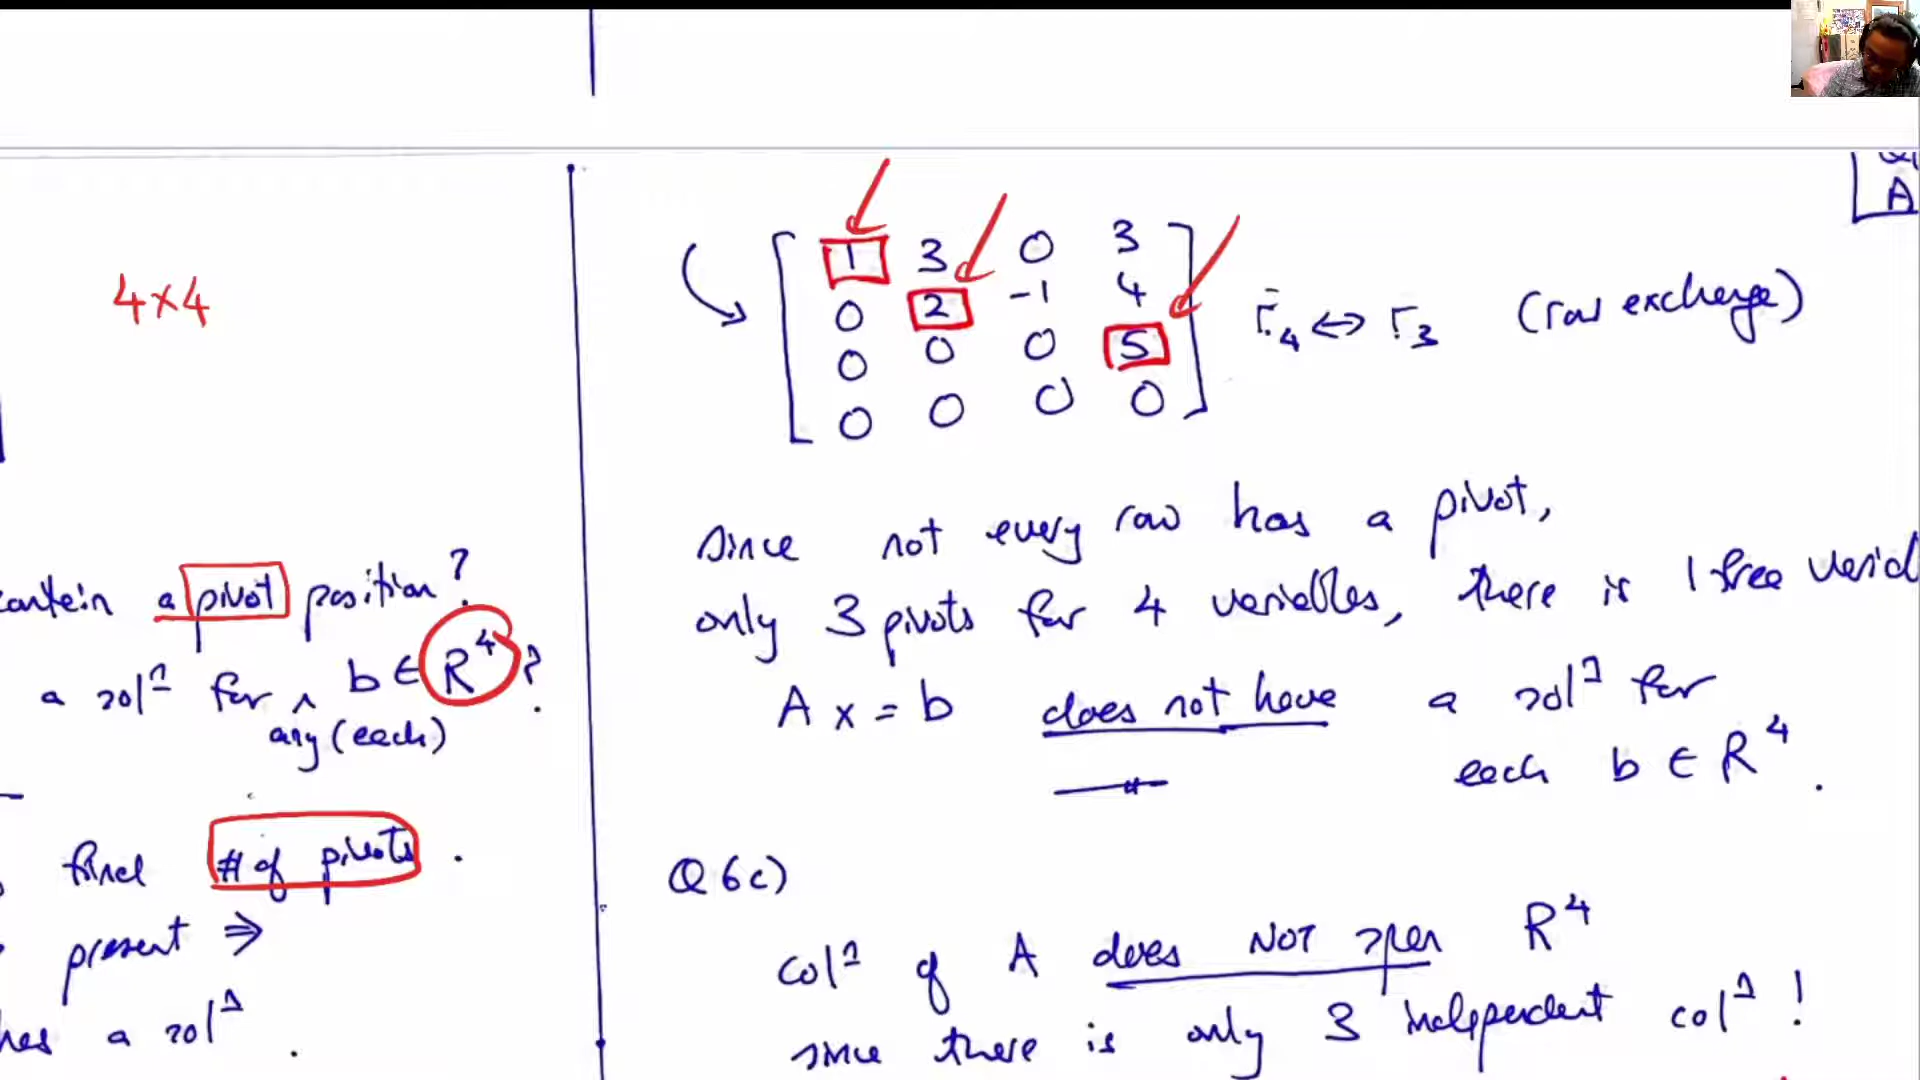 4×4
contain a pivot position?
a sol^n for ^ b ∈ R^4?
any (each)
final # of pivots.
present ⇒
has a sol^n.
A
1 3 0 3
0 2 -1 4
0 0 0 5
0 0 0 0
r4 ↔ r3 (row exchange)
since not every row has a pivot,
only 3 pivots for 4 variables, there is 1 free
Ax = b does not have a sol^n for
each b ∈ R^4.
Q6c)
col^n of A does NOT span R^4
since there is only 3 independent col^n!